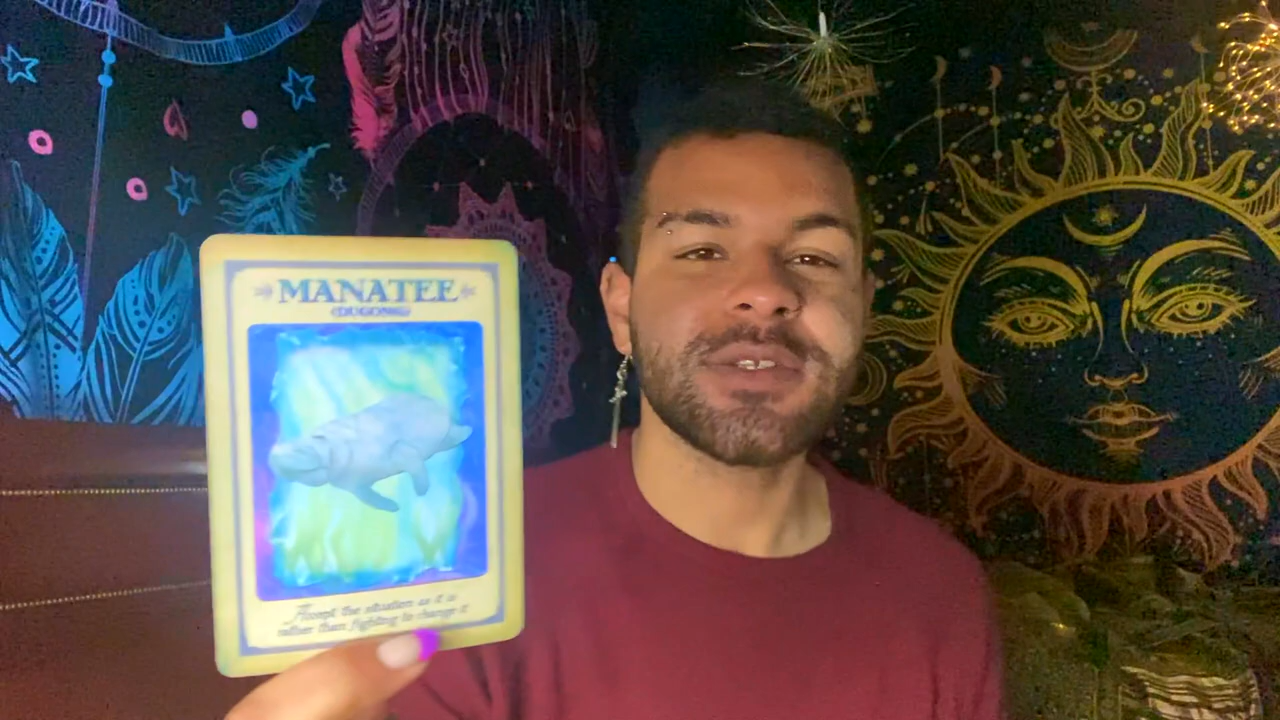 MANATEE
(DUGONG)
Accept the situation as it is
rather than fighting to change it